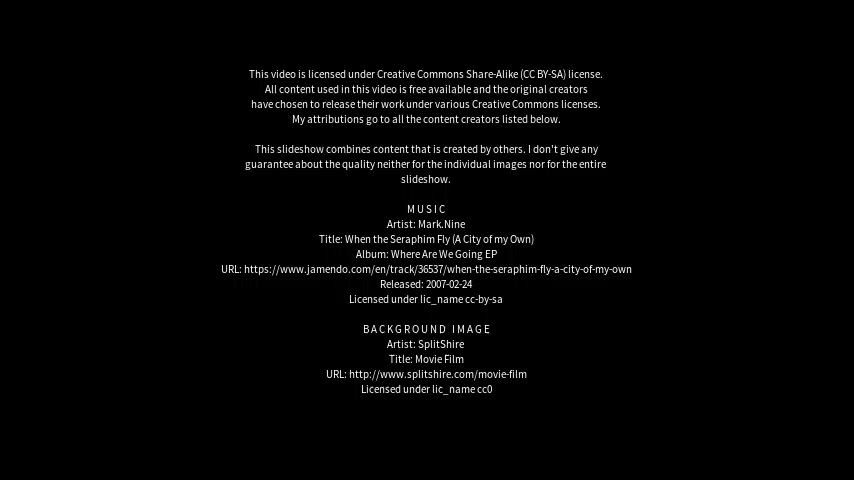 This video is licensed under Creative Commons Share-Alike (CC BY-SA) license.
All content used in this video is free available and the original creators
have chosen to release their work under various Creative Commons licenses.
My attributions go to all the content creators listed below.
This slideshow combines content that is created by others. I don't give any
guarantee about the quality neither for the individual images nor for the entire
slideshow.
MUSIC
Artist: Mark.Nine
Title: When the Seraphim Fly (A City of my Own)
Album: Where Are We Going EP
URL: https://www.jamendo.com/en/track/36537/when-the-seraphim-fly-a-city-of-my-own
Released: 2007-02-24
Licensed under lic_name cc-by-sa
BACKGROUND IMAGE
Artist: SplitShire
Title: Movie Film
URL: http://www.splitshire.com/movie-film
Licensed under lic_name cc0